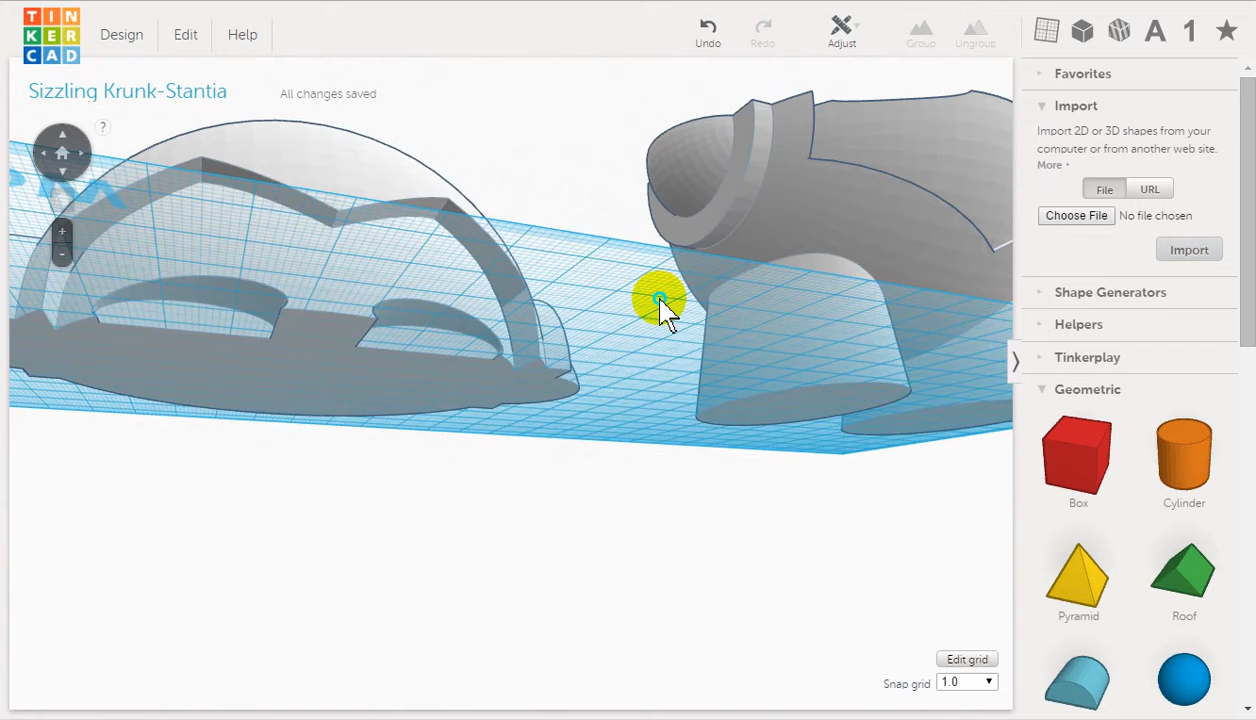 TIN
KER
CAD
Design
Edit
Help
Undo
Redo
Adjust
Group
Ungroup
Sizzling Krunk-Stantia
All changes saved
?
Favorites
Import
Import 2D or 3D shapes from your
computer or from another web site.
More
File
URL
Choose File
No file chosen
Import
Shape Generators
Helpers
Tinkerplay
Geometric
Box
Cylinder
Pyramid
Roof
Edit grid
Snap grid
1.0